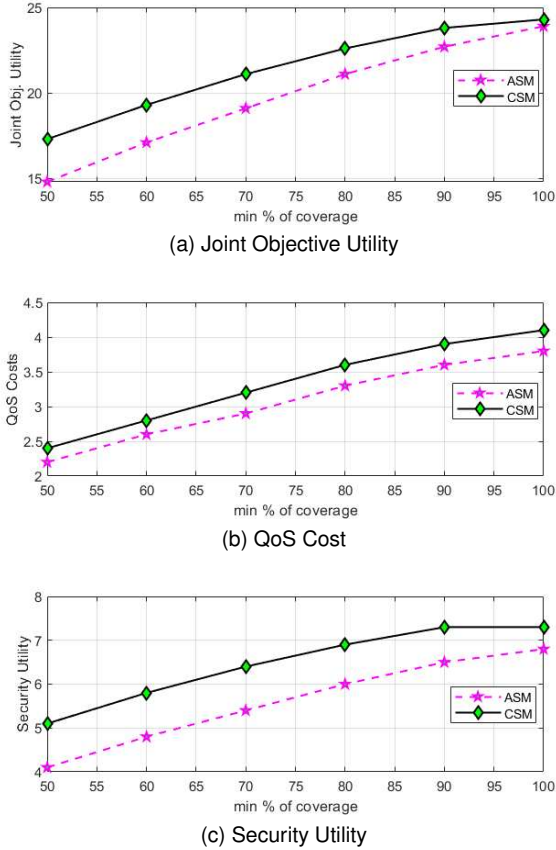 25
20
15
Joint Obj. Utility
ASM
CSM
50 55 60 65 70 75 80 85 90 95 100
min % of coverage
(a) Joint Objective Utility
4.5
4
3.5
3
2.5
2
QoS Costs
ASM
CSM
50 55 60 65 70 75 80 85 90 95 100
min % of coverage
(b) QoS Cost
8
7
6
5
4
Security Utility
ASM
CSM
50 55 60 65 70 75 80 85 90 95 100
min % of coverage
(c) Security Utility